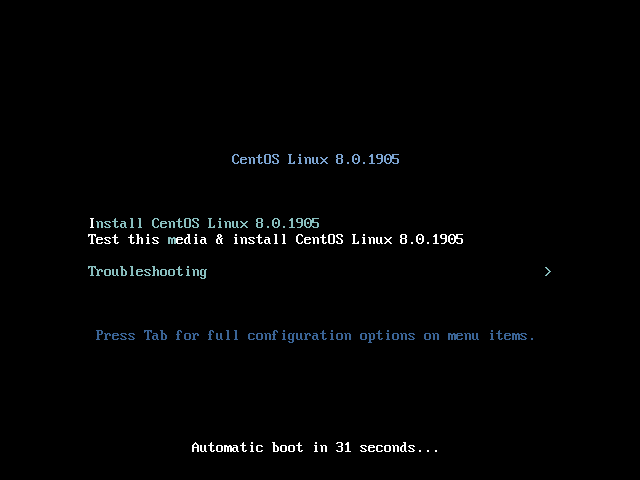 CentOS Linux 8.0.1905
Install CentOS Linux 8.0.1905
Test this media & install CentOS Linux 8.0.1905
Troubleshooting >
Press Tab for full configuration options on menu items.
Automatic boot in 31 seconds...